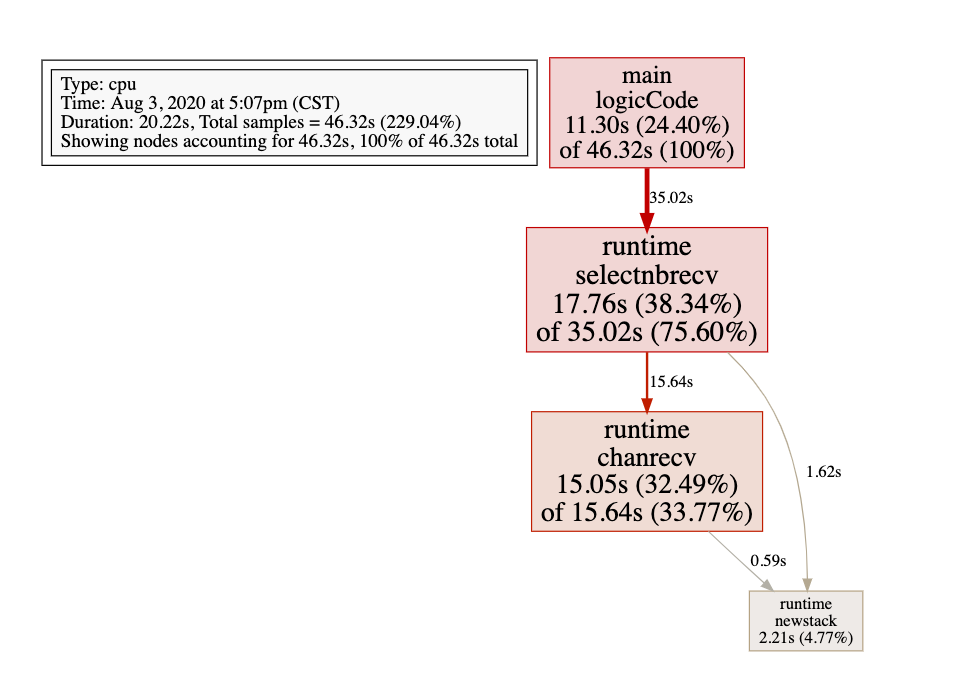 Type: cpu
Time: Aug 3, 2020 at 5:07pm (CST)
Duration: 20.22s, Total samples = 46.32s (229.04%)
Showing nodes accounting for 46.32s, 100% of 46.32s total
main
logicCode
11.30s (24.40%)
of 46.32s (100%)
35.02s
runtime
selectnbrecv
17.76s (38.34%)
of 35.02s (75.60%)
15.64s
1.62s
runtime
chanrecv
15.05s (32.49%)
of 15.64s (33.77%)
0.59s
runtime
newstack
2.21s (4.77%)